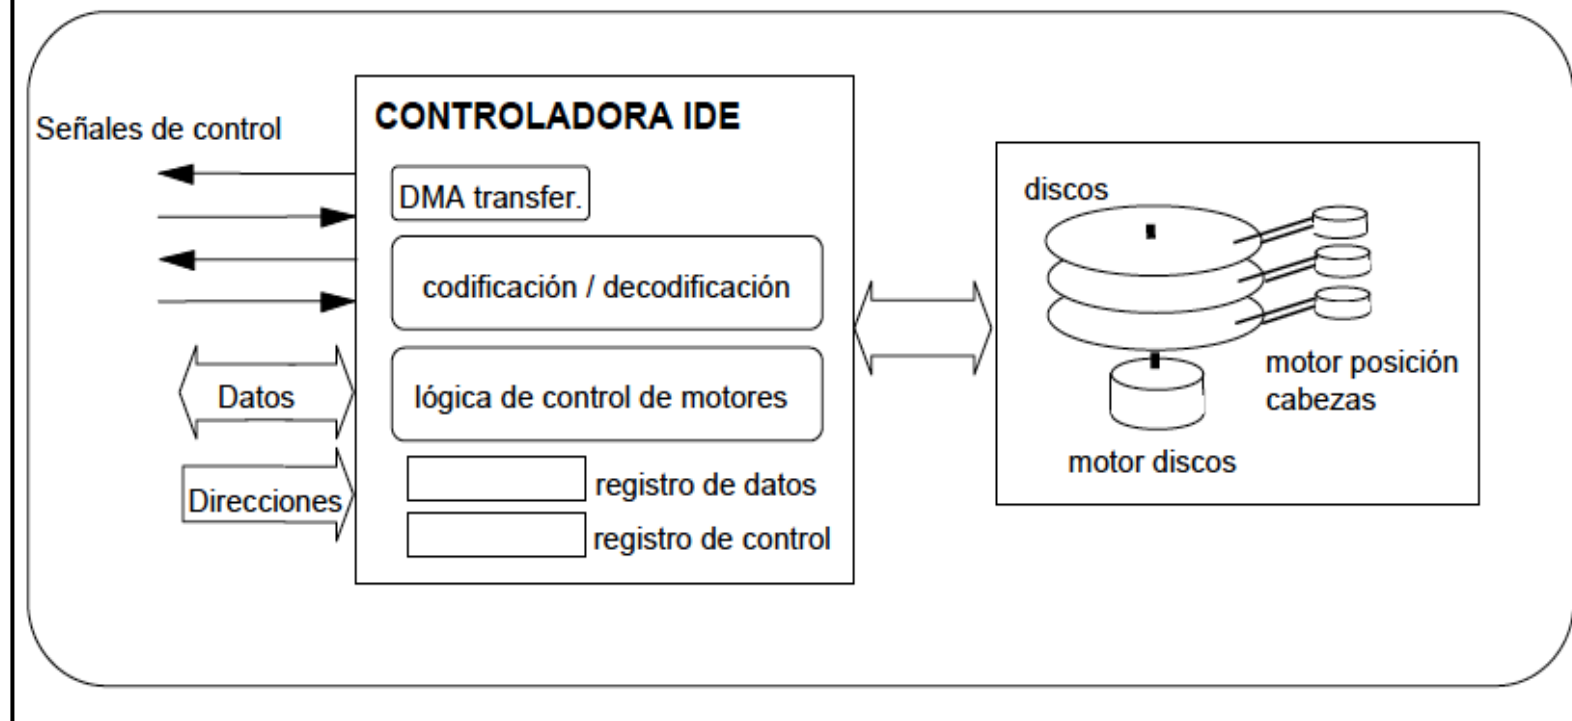 CONTROLADORA IDE
Señales de control
DMA transfer.
codificación / decodificación
lógica de control de motores
Datos
Direcciones
registro de datos
registro de control
discos
motor posición
cabezas
motor discos